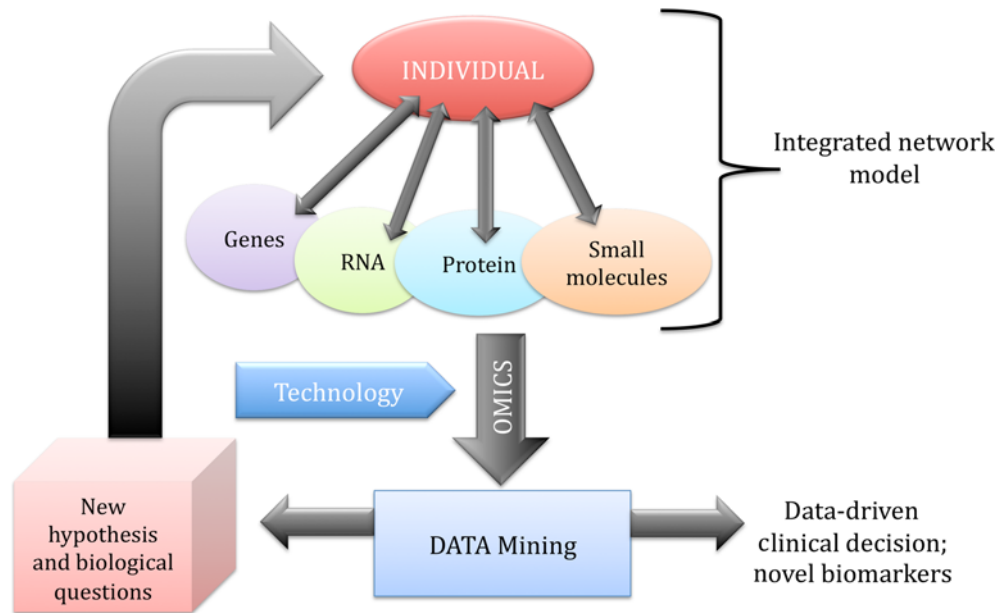 INDIVIDUAL
Integrated network
model
Genes
RNA
Protein
Small
molecules
Technology
OMICS
New
hypothesis
and biological
questions
DATA Mining
Data-driven
clinical decision;
novel biomarkers